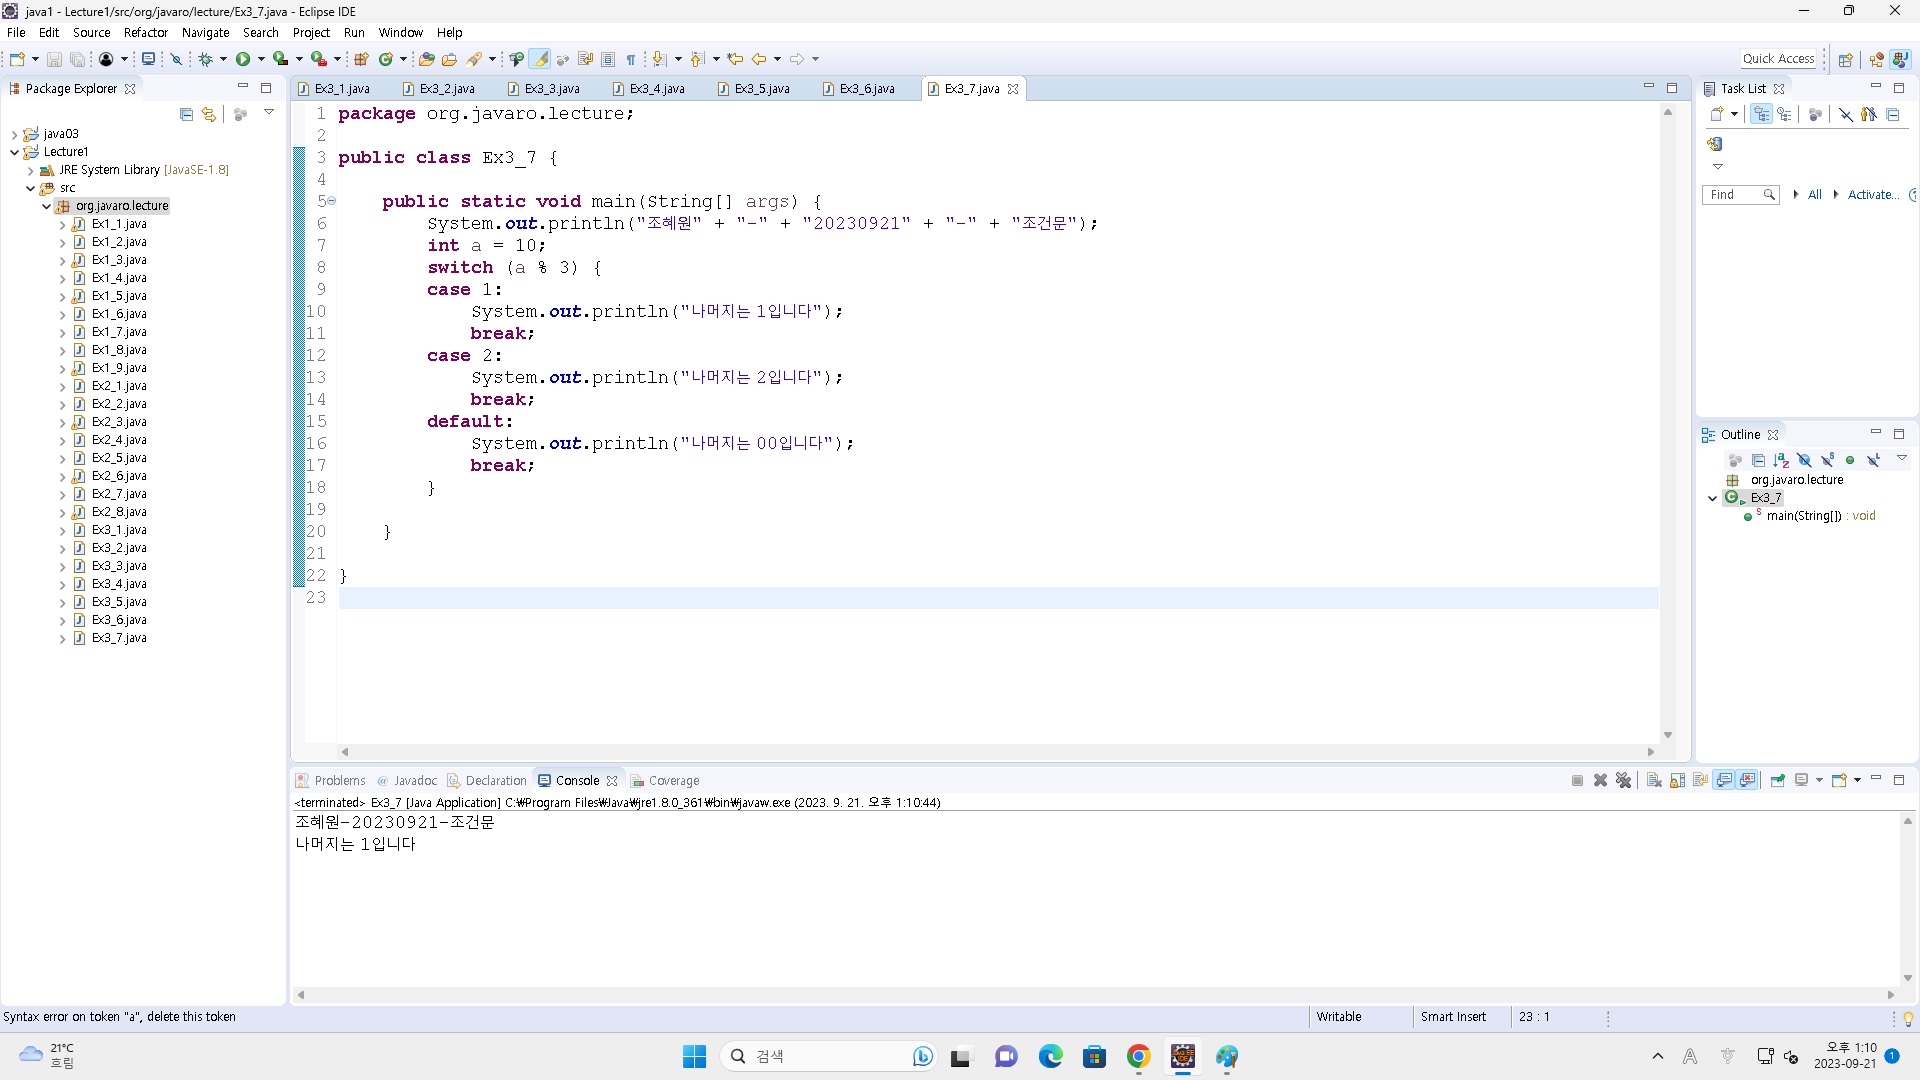 java1 - Lecture1/src/org/javaro/lecture/Ex3_7.java - Eclipse IDE
File Edit Source Refactor Navigate Search Project Run Window Help
Quick Access
Package Explorer
java03
Lecture1
JRE System Library [JavaSE-1.8]
src
org.javaro.lecture
Ex1_1.java
Ex1_2.java
Ex1_3.java
Ex1_4.java
Ex1_5.java
Ex1_6.java
Ex1_7.java
Ex1_8.java
Ex1_9.java
Ex2_1.java
Ex2_2.java
Ex2_3.java
Ex2_4.java
Ex2_5.java
Ex2_6.java
Ex2_7.java
Ex2_8.java
Ex3_1.java
Ex3_2.java
Ex3_3.java
Ex3_4.java
Ex3_5.java
Ex3_6.java
Ex3_7.java
Ex3_1.java Ex3_2.java Ex3_3.java Ex3_4.java Ex3_5.java Ex3_6.java Ex3_7.java
1 package org.javaro.lecture;
2
3 public class Ex3_7 {
4
5 public static void main(String[] args) {
6 System.out.println("조혜원" + "-" + "20230921" + "-" + "조건문");
7 int a = 10;
8 switch (a % 3) {
9 case 1:
10 System.out.println("나머지는 1입니다");
11 break;
12 case 2:
13 System.out.println("나머지는 2입니다");
14 break;
15 default:
16 System.out.println("나머지는 00입니다");
17 break;
18 }
19
20 }
21
22 }
23
Task List
Find All Activate...
Outline
org.javaro.lecture
Ex3_7
main(String[]) : void
Problems Javadoc Declaration Console Coverage
<terminated> Ex3_7 [Java Application] C:₩Program Files₩Java₩jre1.8.0_361₩bin₩javaw.exe (2023. 9. 21. 오후 1:10:44)
조혜원-20230921-조건문
나머지는 1입니다
Syntax error on token "a", delete this token
Writable Smart Insert 23 : 1
21°C
흐림
검색
오후 1:10
2023-09-21
1